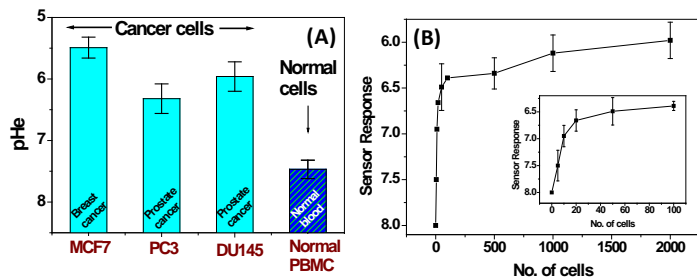 (A)
Cancer cells
Normal
cells
pHe
5
6
7
8
Breast
cancer
Prostate
cancer
Prostate
cancer
Normal
blood
MCF7 PC3 DU145 Normal
PBMC
(B)
Sensor Response
6.0
6.5
7.0
7.5
8.0
0 500 1000 1500 2000
No. of cells
Sensor
Response
6.5
7.0
7.5
8.0
0 20 40 60 80 100
No. of cells